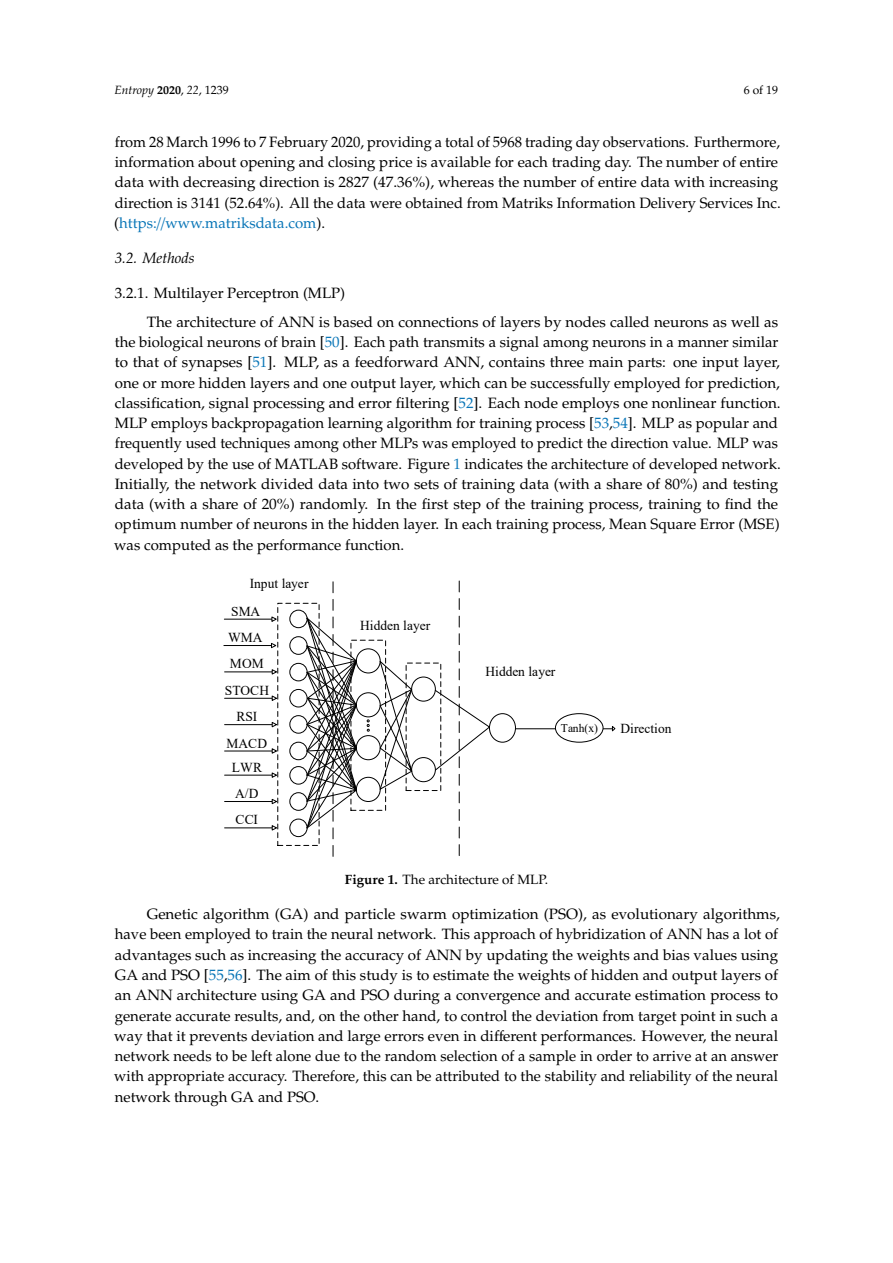 Entropy 2020, 22, 1239 6 of 19
from 28 March 1996 to 7 February 2020, providing a total of 5968 trading day observations. Furthermore,
information about opening and closing price is available for each trading day. The number of entire
data with decreasing direction is 2827 (47.36%), whereas the number of entire data with increasing
direction is 3141 (52.64%). All the data were obtained from Matriks Information Delivery Services Inc.
(https://www.matriksdata.com).
3.2. Methods
3.2.1. Multilayer Perceptron (MLP)
The architecture of ANN is based on connections of layers by nodes called neurons as well as
the biological neurons of brain [50]. Each path transmits a signal among neurons in a manner similar
to that of synapses [51]. MLP, as a feedforward ANN, contains three main parts: one input layer,
one or more hidden layers and one output layer, which can be successfully employed for prediction,
classification, signal processing and error filtering [52]. Each node employs one nonlinear function.
MLP employs backpropagation learning algorithm for training process [53,54]. MLP as popular and
frequently used techniques among other MLPs was employed to predict the direction value. MLP was
developed by the use of MATLAB software. Figure 1 indicates the architecture of developed network.
Initially, the network divided data into two sets of training data (with a share of 80%) and testing
data (with a share of 20%) randomly. In the first step of the training process, training to find the
optimum number of neurons in the hidden layer. In each training process, Mean Square Error (MSE)
was computed as the performance function.
Input layer
SMA
WMA
MOM
STOCH
RSI
MACD
LWR
A/D
CCI
Hidden layer
Hidden layer
Tanh(x)
Direction
Figure 1. The architecture of MLP.
Genetic algorithm (GA) and particle swarm optimization (PSO), as evolutionary algorithms,
have been employed to train the neural network. This approach of hybridization of ANN has a lot of
advantages such as increasing the accuracy of ANN by updating the weights and bias values using
GA and PSO [55,56]. The aim of this study is to estimate the weights of hidden and output layers of
an ANN architecture using GA and PSO during a convergence and accurate estimation process to
generate accurate results, and, on the other hand, to control the deviation from target point in such a
way that it prevents deviation and large errors even in different performances. However, the neural
network needs to be left alone due to the random selection of a sample in order to arrive at an answer
with appropriate accuracy. Therefore, this can be attributed to the stability and reliability of the neural
network through GA and PSO.